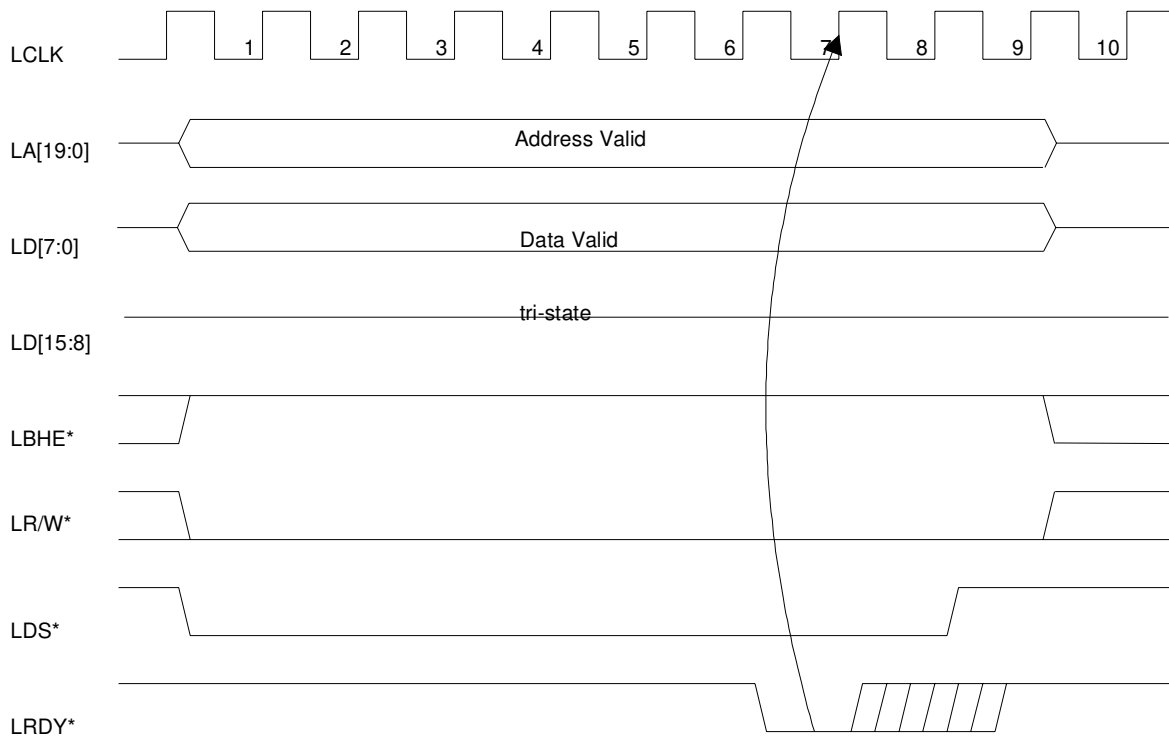 LCLK 1 2 3 4 5 6 7 8 9 10
LA[19:0] Address Valid
LD[7:0] Data Valid
LD[15:8] tri-state
LBHE*
LR/W*
LDS*
LRDY*